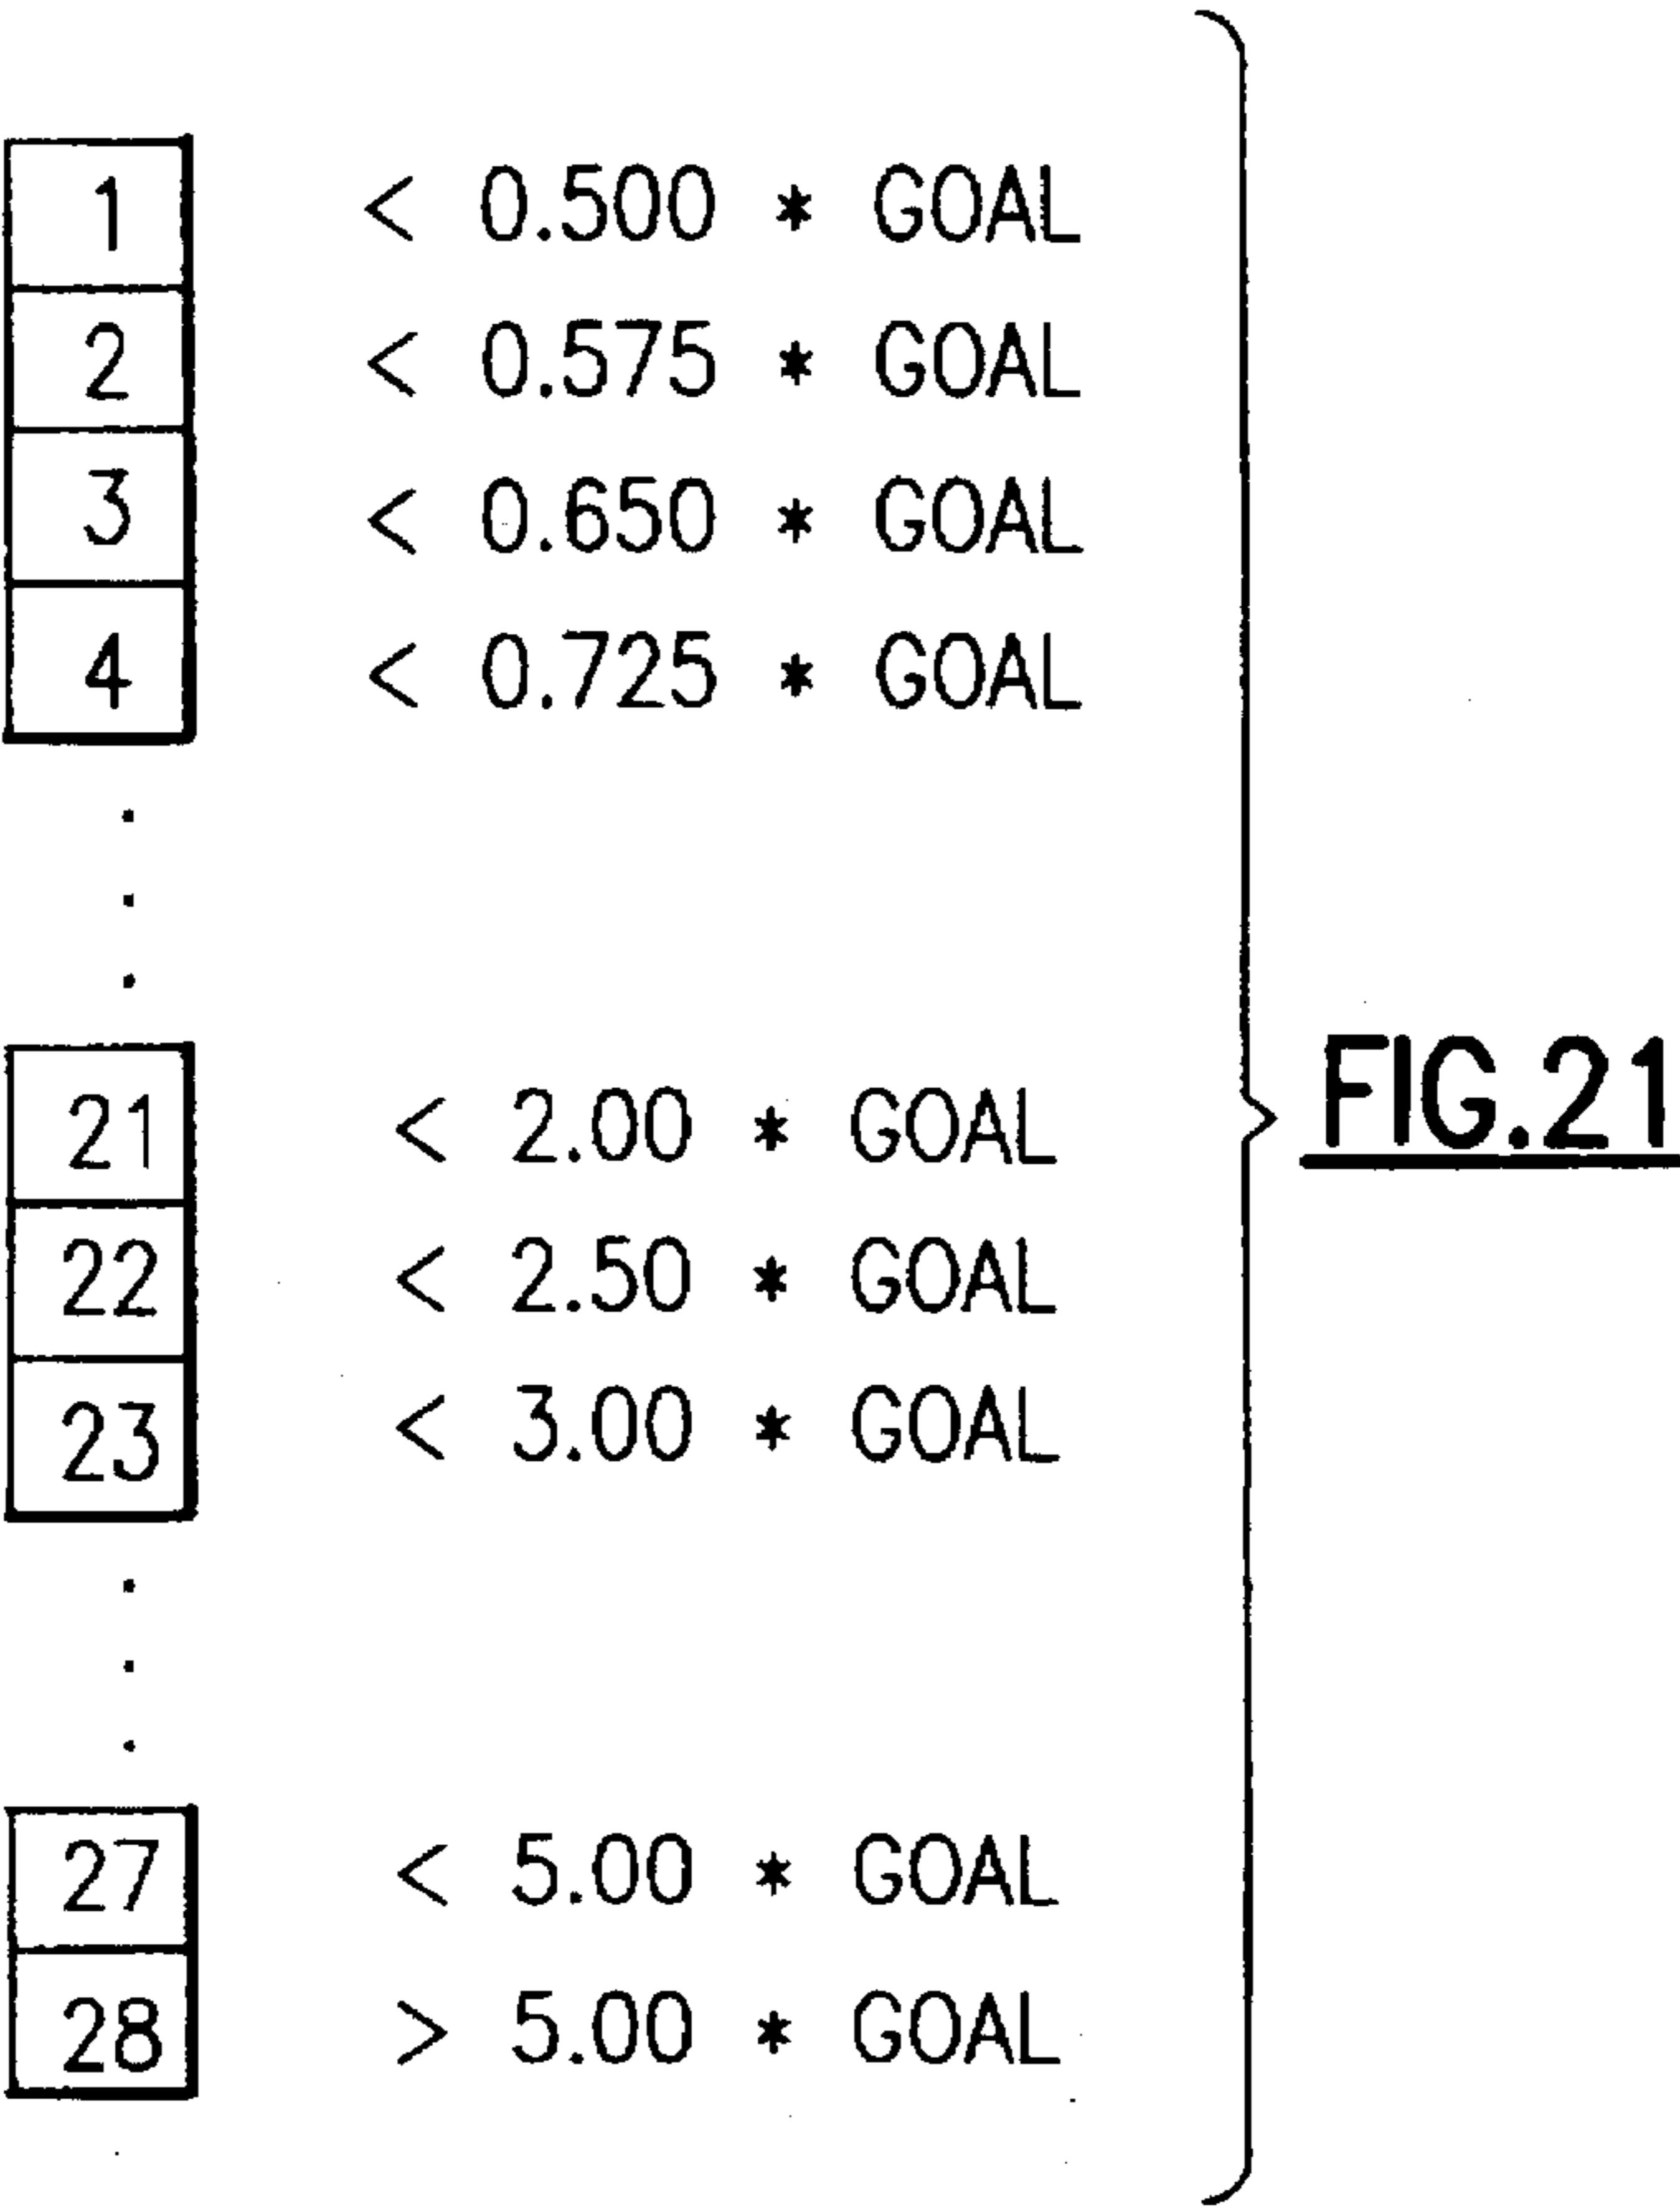 1 < 0.500 * GOAL
2 < 0.575 * GOAL
3 < 0.650 * GOAL
4 < 0.725 * GOAL
21 < 2.00 * GOAL
22 < 2.50 * GOAL
23 < 3.00 * GOAL
27 < 5.00 * GOAL
28 > 5.00 * GOAL
FIG.21